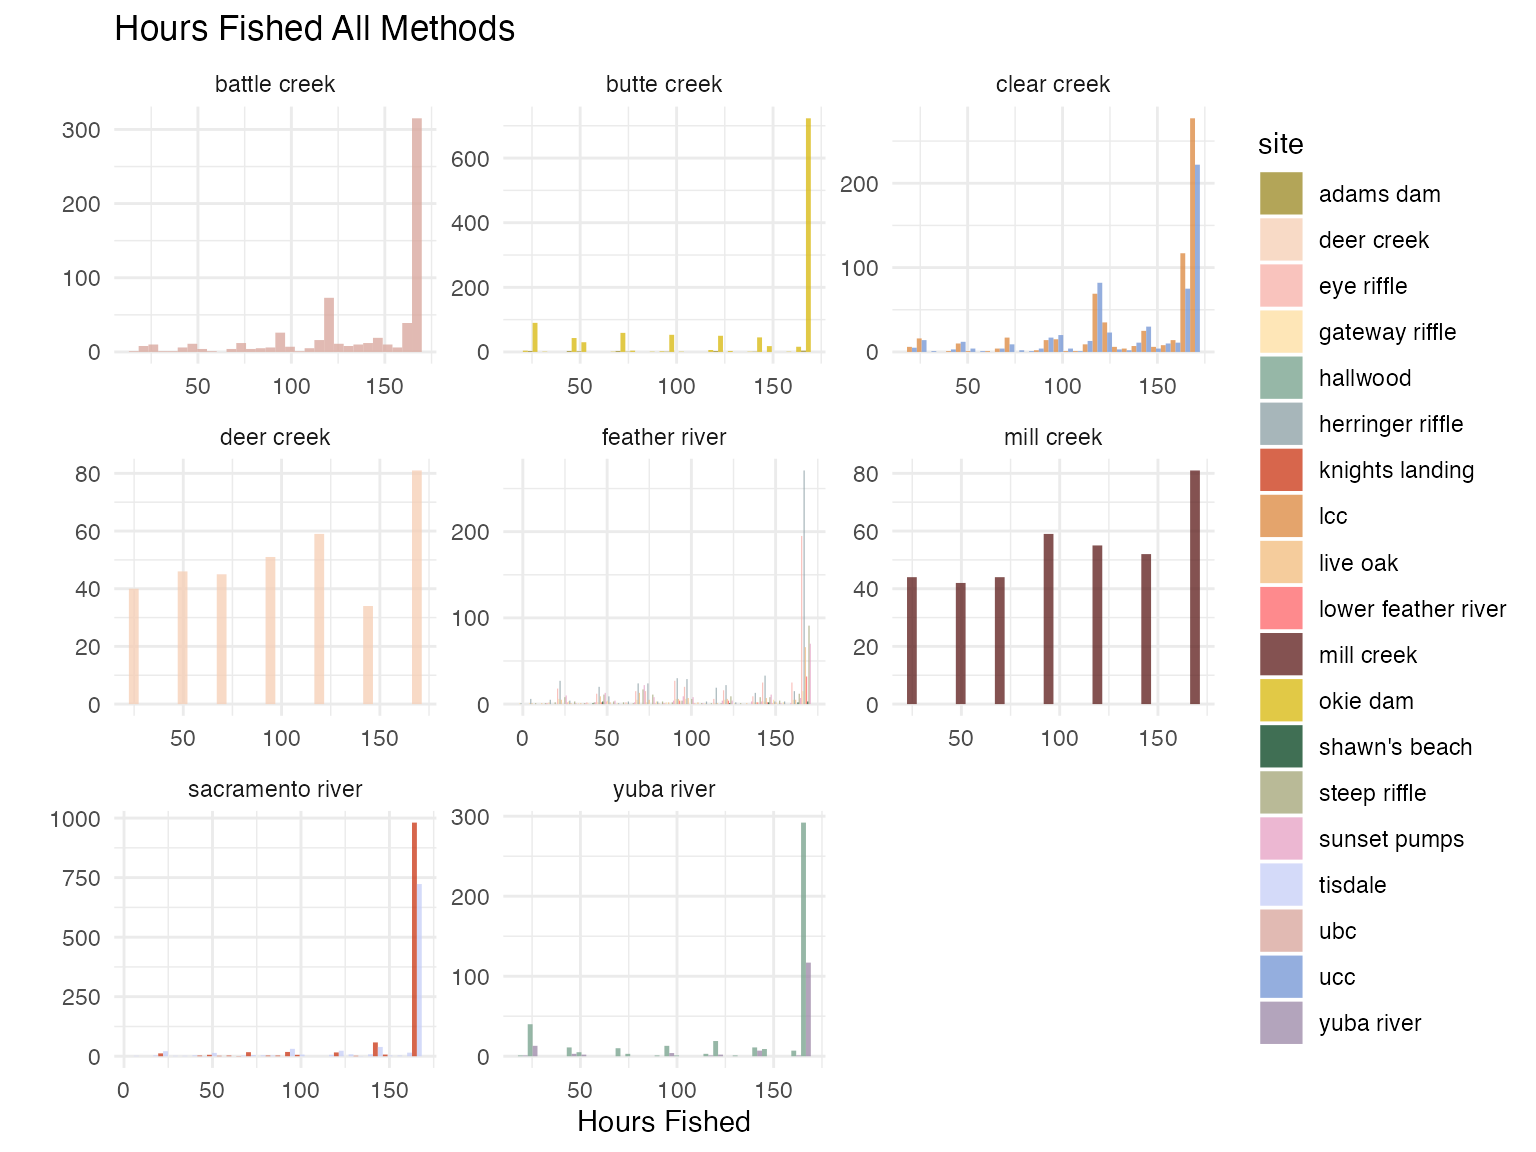 Hours Fished All Methods
battle creek
butte creek
clear creek
300
200
100
0
50 100 150
600
400
200
0
50 100 150
200
100
0
50 100 150
deer creek
feather river
mill creek
80
60
40
20
0
50 100 150
200
100
0
0 50 100 150
80
60
40
20
0
50 100 150
sacramento river
yuba river
1000
750
500
250
0
0 50 100 150
300
200
100
0
50 100 150
Hours Fished
site
adams dam
deer creek
eye riffle
gateway riffle
hallwood
herringer riffle
knights landing
lcc
live oak
lower feather river
mill creek
okie dam
shawn's beach
steep riffle
sunset pumps
tisdale
ubc
ucc
yuba river